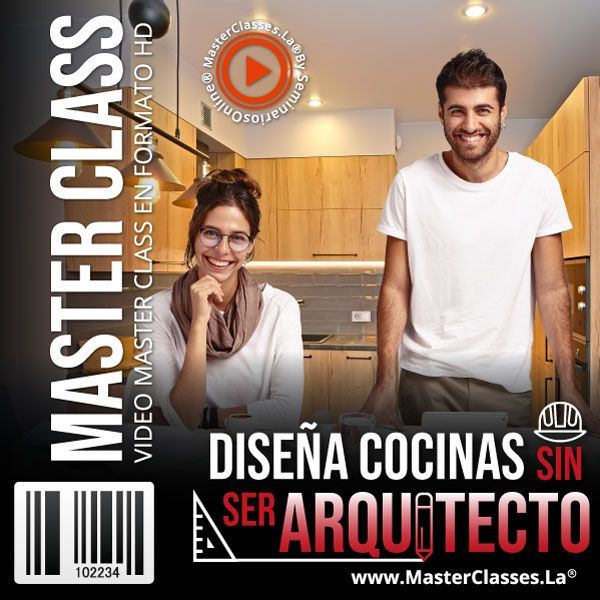 MASTER CLASS
VIDEO MASTER CLASS EN FORMATO HD
MasterClasses.La® By SeminariosOnline®
DISEÑA COCINAS SIN
SER ARQUITECTO
102234
www.MasterClasses.La®